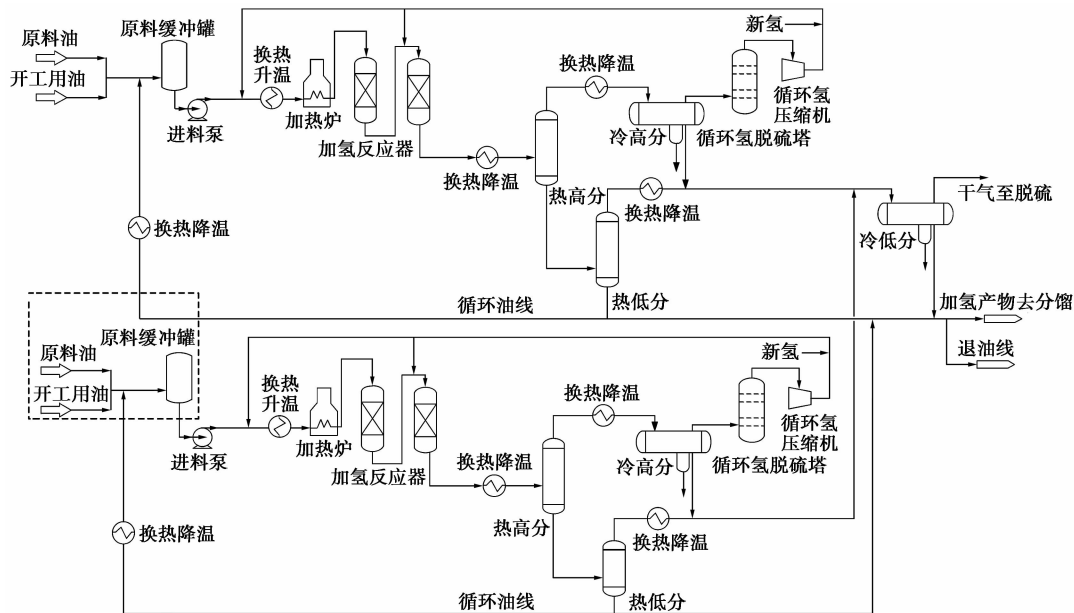 原料油
开工用油
原料缓冲罐
进料泵
换热
升温
加热炉
加氢反应器
换热降温
换热降温
热高分
冷高分
循环氢脱硫塔
新氢
循环氢
压缩机
换热降温
热低分
干气至脱硫
冷低分
换热降温
循环油线
加氢产物去分馏
退油线
原料缓冲罐
原料油
开工用油
进料泵
换热
升温
加热炉
加氢反应器
换热降温
换热降温
热高分
冷高分
循环氢脱硫塔
新氢
循环氢
压缩机
换热降温
热低分
换热降温
循环油线